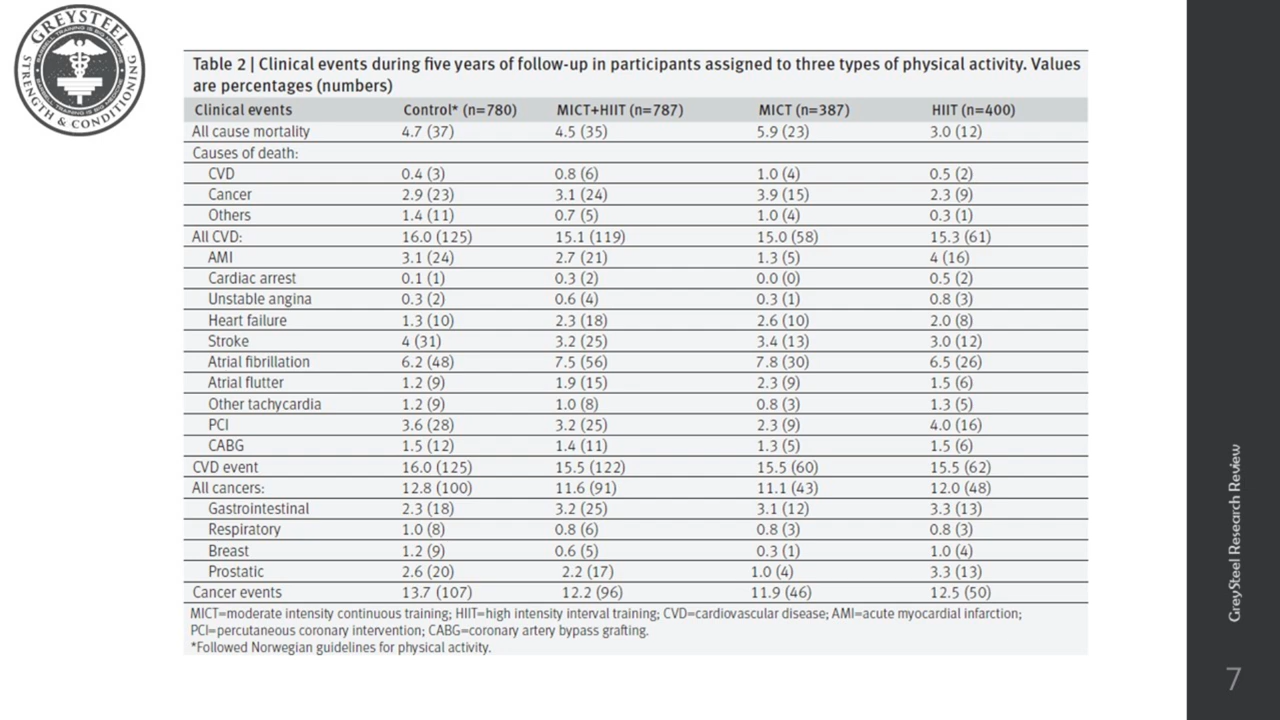 GREYSTEEL
STRENGTH & CONDITIONING
Table 2 | Clinical events during five years of follow-up in participants assigned to three types of physical activity. Values
are percentages (numbers)
Clinical events Control* (n=780) MICT+HIIT (n=787) MICT (n=387) HIIT (n=400)
All cause mortality 4.7 (37) 4.5 (35) 5.9 (23) 3.0 (12)
Causes of death:
CVD 0.4 (3) 0.8 (6) 1.0 (4) 0.5 (2)
Cancer 2.9 (23) 3.1 (24) 3.9 (15) 2.3 (9)
Others 1.4 (11) 0.7 (5) 1.0 (4) 0.3 (1)
All CVD: 16.0 (125) 15.1 (119) 15.0 (58) 15.3 (61)
AMI 3.1 (24) 2.7 (21) 1.3 (5) 4 (16)
Cardiac arrest 0.1 (1) 0.3 (2) 0.0 (0) 0.5 (2)
Unstable angina 0.3 (2) 0.6 (4) 0.3 (1) 0.8 (3)
Heart failure 1.3 (10) 2.3 (18) 2.6 (10) 2.0 (8)
Stroke 4 (31) 3.2 (25) 3.4 (13) 3.0 (12)
Atrial fibrillation 6.2 (48) 7.5 (56) 7.8 (30) 6.5 (26)
Atrial flutter 1.2 (9) 1.9 (15) 2.3 (9) 1.5 (6)
Other tachycardia 1.2 (9) 1.0 (8) 0.8 (3) 1.3 (5)
PCI 3.6 (28) 3.2 (25) 2.3 (9) 4.0 (16)
CABG 1.5 (12) 1.4 (11) 1.3 (5) 1.5 (6)
CVD event 16.0 (125) 15.5 (122) 15.5 (60) 15.5 (62)
All cancers: 12.8 (100) 11.6 (91) 11.1 (43) 12.0 (48)
Gastrointestinal 2.3 (18) 3.2 (25) 3.1 (12) 3.3 (13)
Respiratory 1.0 (8) 0.8 (6) 0.8 (3) 0.8 (3)
Breast 1.2 (9) 0.6 (5) 0.3 (1) 1.0 (4)
Prostatic 2.6 (20) 2.2 (17) 1.0 (4) 3.3 (13)
Cancer events 13.7 (107) 12.2 (96) 11.9 (46) 12.5 (50)
MICT=moderate intensity continuous training; HIIT=high intensity interval training; CVD=cardiovascular disease; AMI=acute myocardial infarction;
PCI=percutaneous coronary intervention; CABG=coronary artery bypass grafting.
*Followed Norwegian guidelines for physical activity.
GreySteel Research Review
7